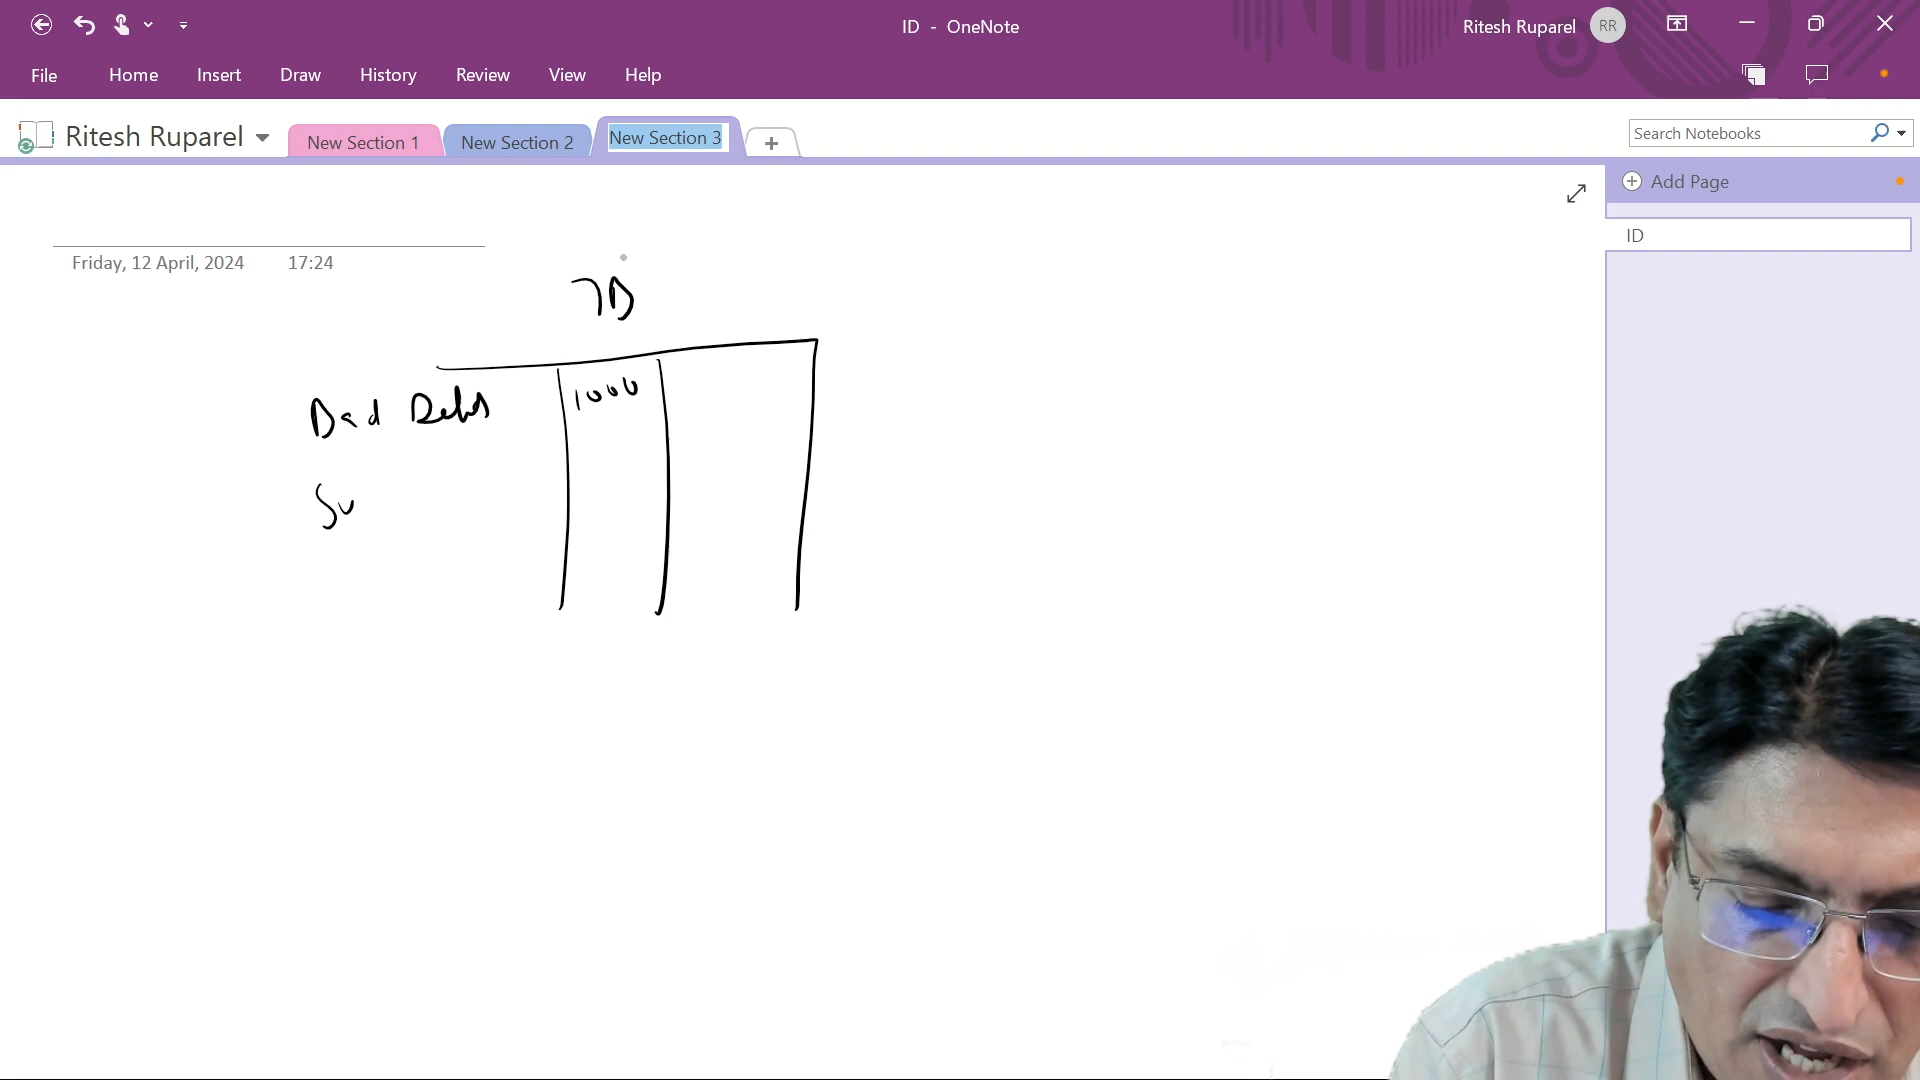 ID - OneNote
Ritesh Ruparel RR
File Home Insert Draw History Review View Help
Ritesh Ruparel New Section 1 New Section 2 New Section 3 +
Search Notebooks
Add Page
ID
Friday, 12 April, 2024 17:24
Bad Debts 1000
Su